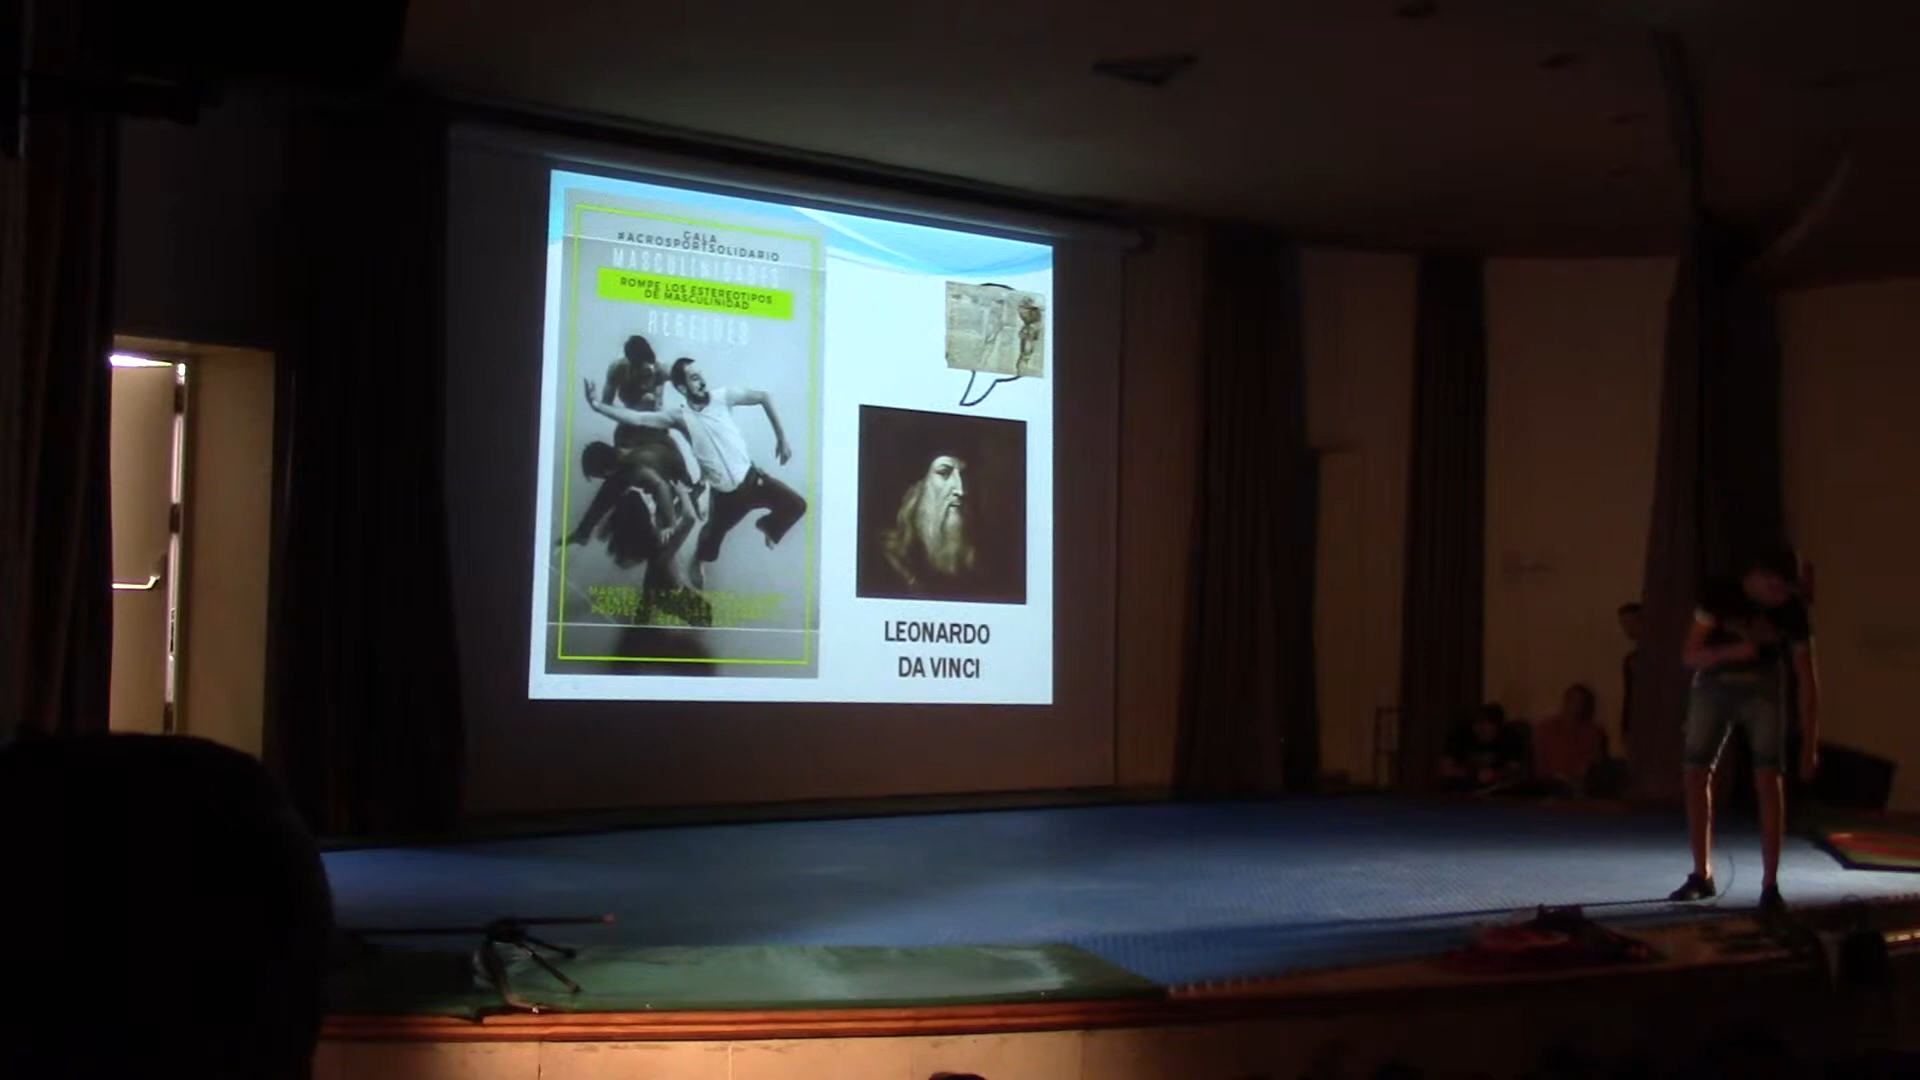 GALA
#ACROSPORTSOLIDARIO
MASCULINIDADES
ROMPE LOS ESTEREOTIPOS
DE MASCULINIDAD
REBELDES
LEONARDO
DA VINCI